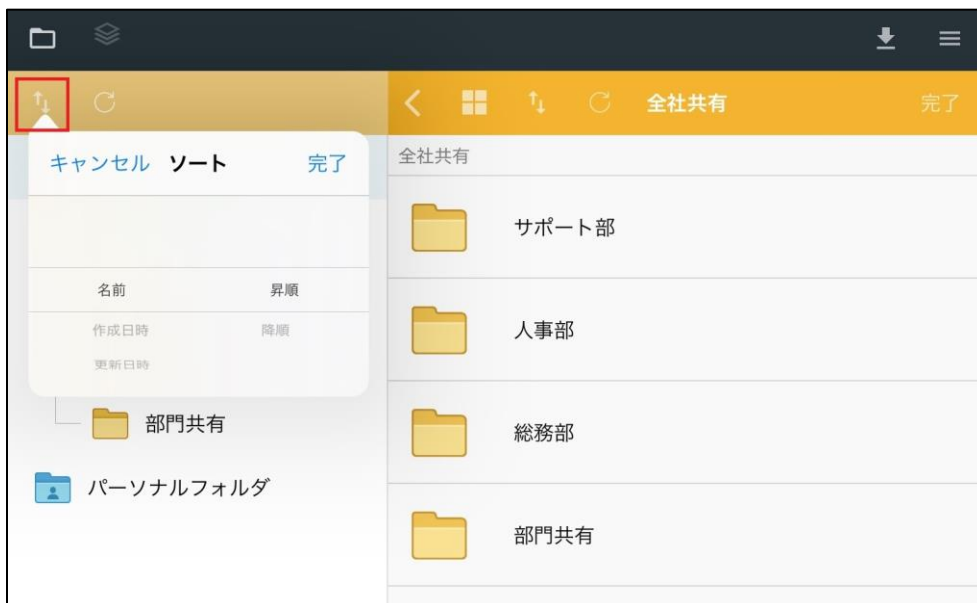 全社共有 完了
キャンセル ソート 完了
名前 昇順
作成日時 降順
更新日時
部門共有
パーソナルフォルダ
全社共有
サポート部
人事部
総務部
部門共有